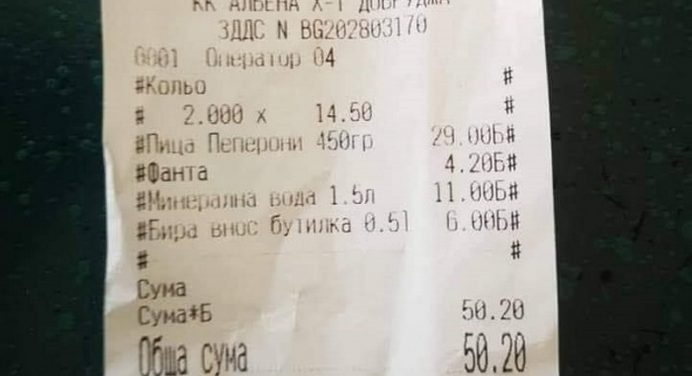 КК АЛБЕНА Х-Л ДОБРУДЖА
ЗДДС N BG202803170
0001 Оператор 04
#Кольо #
# 2.000 x 14.50 #
#Пица Пеперони 450гр 29.00Б#
#Фанта 4.20Б#
#Минерална вода 1.5л 11.00Б#
#Бира внос бутилка 0.5l 6.00Б#
# #
Сума
Сума*Б 50.20
Обща сума 50.20